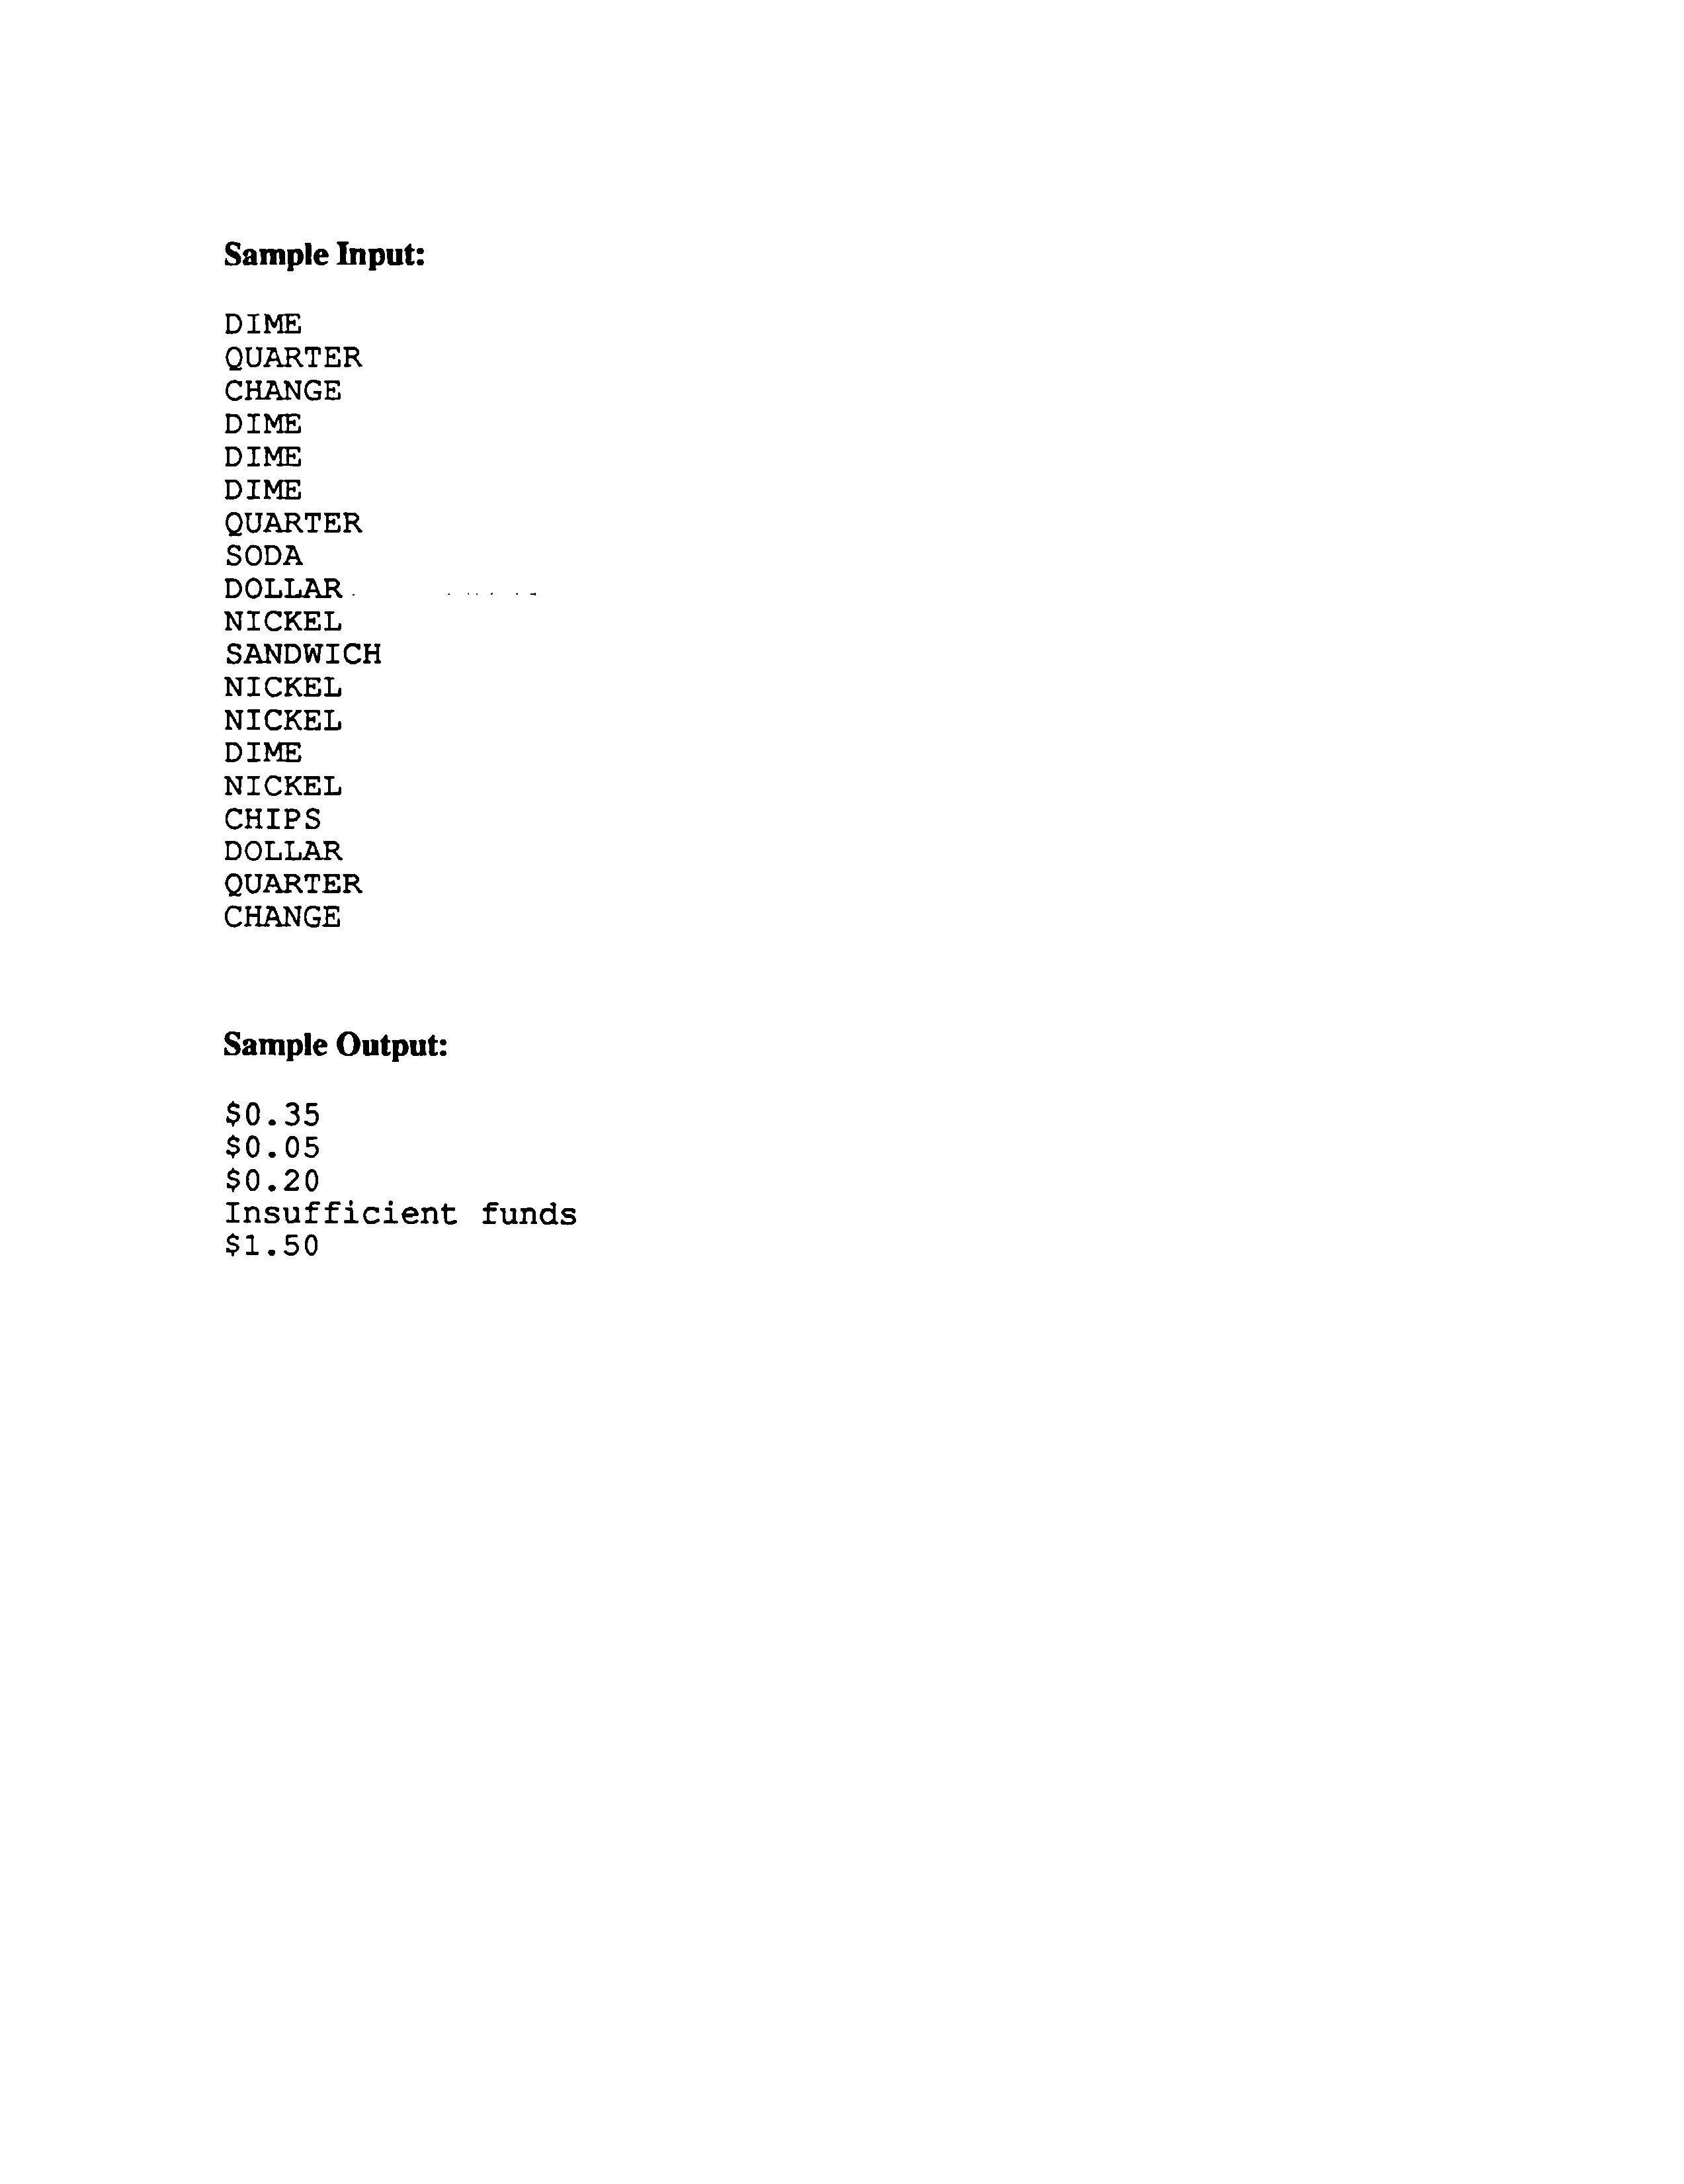 Sample Input:
DIME
QUARTER
CHANGE
DIME
DIME
DIME
QUARTER
SODA
DOLLAR
NICKEL
SANDWICH
NICKEL
NICKEL
DIME
NICKEL
CHIPS
DOLLAR
QUARTER
CHANGE
Sample Output:
$0.35
$0.05
$0.20
Insufficient funds
$1.50